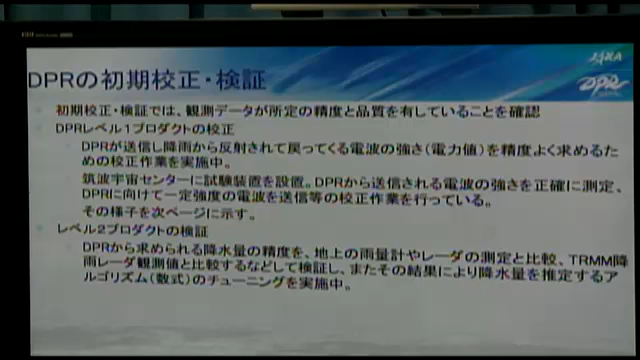 JAXA
DPR
DPRの初期校正・検証
初期校正・検証では、観測データが所定の精度と品質を有していることを確認
DPRレベル1プロダクトの校正
DPRが送信し降雨から反射されて戻ってくる電波の強さ(電力値)を精度よく求めるた
めの校正作業を実施中。
筑波宇宙センターに試験装置を設置。DPRから送信される電波の強さを正確に測定、
DPRに向けて一定強度の電波を送信等の校正作業を行っている。
その様子を次ページに示す。
レベル2プロダクトの検証
DPRから求められる降水量の精度を、地上の雨量計やレーダの測定と比較、TRMM降
雨レーダ観測値と比較するなどして検証し、またその結果により降水量を推定するア
ルゴリズム(数式)のチューニングを実施中。